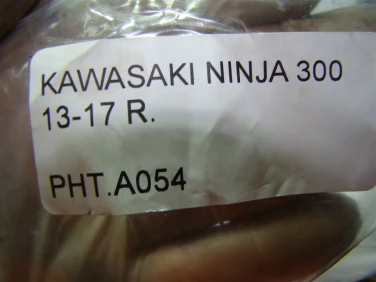 KAWASAKI NINJA 300
13-17 R.
PHT.A054